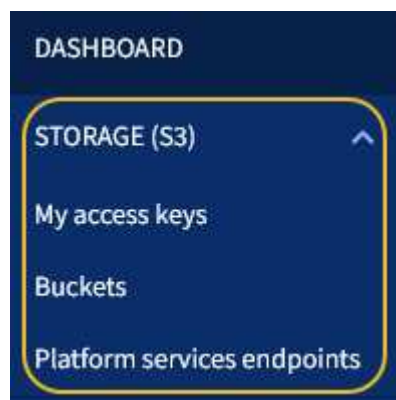 DASHBOARD
STORAGE (S3)
My access keys
Buckets
Platform services endpoints